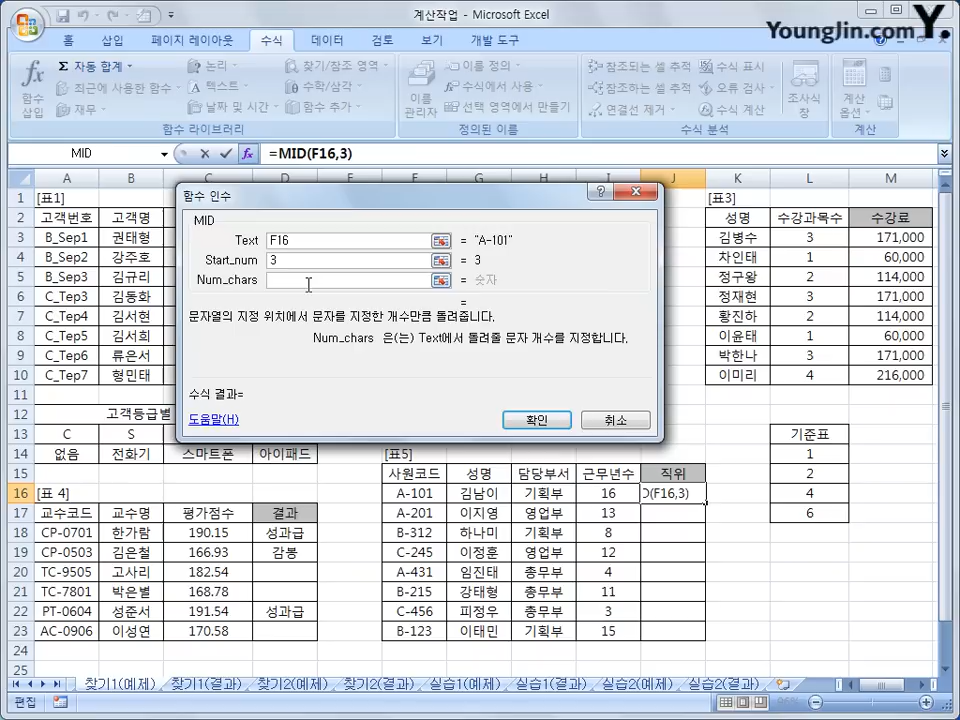 계산작업 - Microsoft Excel
YoungJin.com Y.
홈 삽입 페이지 레이아웃 수식 데이터 검토 보기 개발 도구
함수 삽입
Σ 자동 합계
최근에 사용한 함수
재무
논리
텍스트
날짜 및 시간
찾기/참조 영역
수학/삼각
함수 추가
함수 라이브러리
이름 관리자
이름 정의
수식에서 사용
선택 영역에서 만들기
정의된 이름
참조되는 셀 추적
참조하는 셀 추적
연결선 제거
수식 표시
오류 검사
수식 계산
수식 분석
조사식 창
계산 옵션
계산
MID fx =MID(F16,3)
A B C D E F G H I J K L M
1 [표1] [표3]
2 고객번호 고객명 성명 수강과목수 수강료
3 B_Sep1 권태형 김병수 3 171,000
4 B_Sep2 강주호 차인태 1 60,000
5 B_Sep3 김규리 정구왕 2 114,000
6 C_Tep3 김동화 정재현 3 171,000
7 C_Tep4 김서현 황진하 2 114,000
8 C_Tep5 김서희 이윤태 1 60,000
9 C_Tep6 류은서 박한나 3 171,000
10 C_Tep7 형민태 이미리 4 216,000
11
12 고객등급별
13 C S 기준표
14 없음 전화기 스마트폰 아이패드 1
함수 인수
MID
Text F16 = "A-101"
Start_num 3 = 3
Num_chars = 숫자
=
문자열의 지정 위치에서 문자를 지정한 개수만큼 돌려줍니다.
Num_chars 은(는) Text에서 돌려줄 문자 개수를 지정합니다.
수식 결과=
도움말(H) 확인 취소
[표5]
15 사원코드 성명 담당부서 근무년수 직위 2
16 [표 4] A-101 김남이 기획부 16 D(F16,3) 4
17 교수코드 교수명 평가점수 결과 A-201 이지영 영업부 13 6
18 CP-0701 한가람 190.15 성과급 B-312 하나미 기획부 8
19 CP-0503 김은철 166.93 감봉 C-245 이정훈 영업부 12
20 TC-9505 고사리 182.54 A-431 임진태 총무부 4
21 TC-7801 박은별 168.78 B-215 강태형 총무부 11
22 PT-0604 성준서 191.54 성과급 C-456 피정우 총무부 3
23 AC-0906 이성연 170.58 B-123 이태민 기획부 15
24
25
찾기1(예제) 찾기1(결과) 찾기2(예제) 찾기2(결과) 실습1(예제) 실습1(결과) 실습2(예제) 실습2(결과)
편집